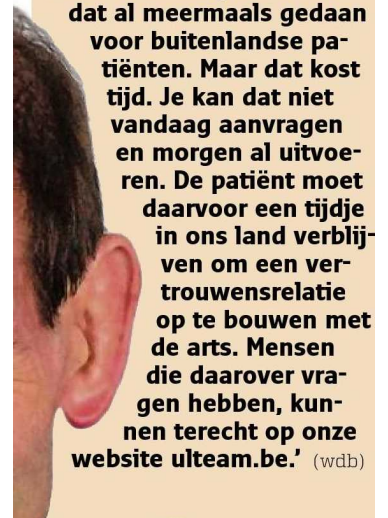 dat al meermaals gedaan
voor buitenlandse pa-
tiënten. Maar dat kost
tijd. Je kan dat niet
vandaag aanvragen
en morgen al uitvoe-
ren. De patiënt moet
daarvoor een tijdje
in ons land verblij-
ven om een ver-
trouwensrelatie
op te bouwen met
de arts. Mensen
die daarover vra-
gen hebben, kun-
nen terecht op onze
website ulteam.be.’ (wdb)